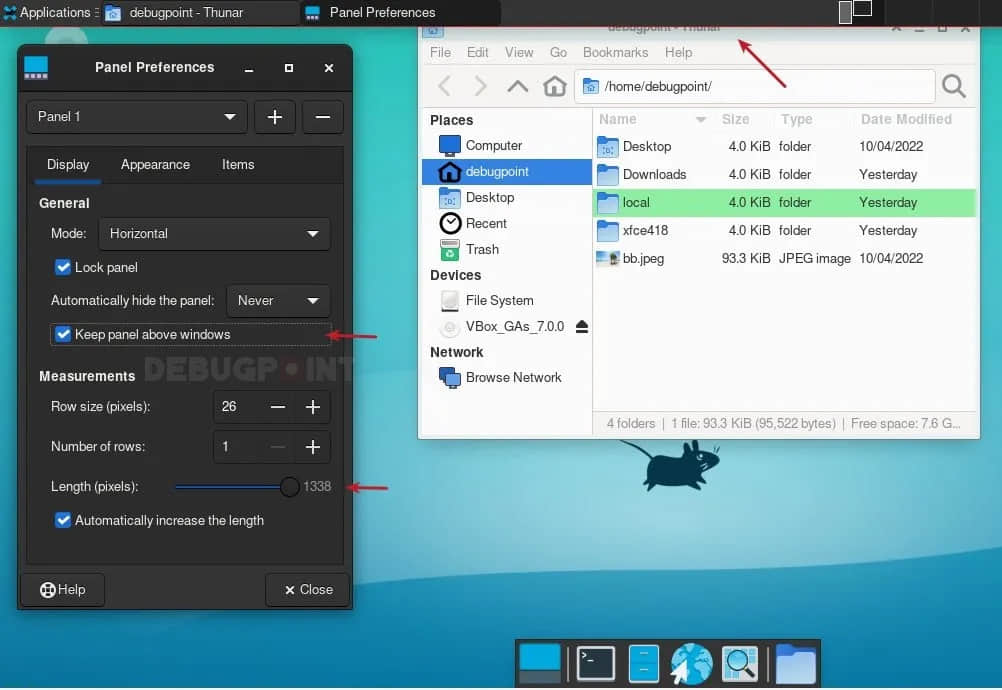 Applications
debugpoint - Thunar
Panel Preferences
debugpoint - Thunar
Panel Preferences
Panel 1
Display Appearance Items
General
Mode: Horizontal
Lock panel
Automatically hide the panel: Never
Keep panel above windows
DEBUGPOINT
Measurements
Row size (pixels): 26
Number of rows: 1
Length (pixels): 1338
Automatically increase the length
Help
Close
File Edit View Go Bookmarks Help
/home/debugpoint/
Places
Computer
debugpoint
Desktop
Recent
Trash
Devices
File System
VBox_GAs_7.0.0
Network
Browse Network
Name Size Type Date Modified
Desktop 4.0 KiB folder 10/04/2022
Downloads 4.0 KiB folder Yesterday
local 4.0 KiB folder Yesterday
xfce418 4.0 KiB folder Yesterday
bb.jpeg 93.3 KiB JPEG image 10/04/2022
4 folders | 1 file: 93.3 KiB (95,522 bytes) | Free space: 7.6 G...